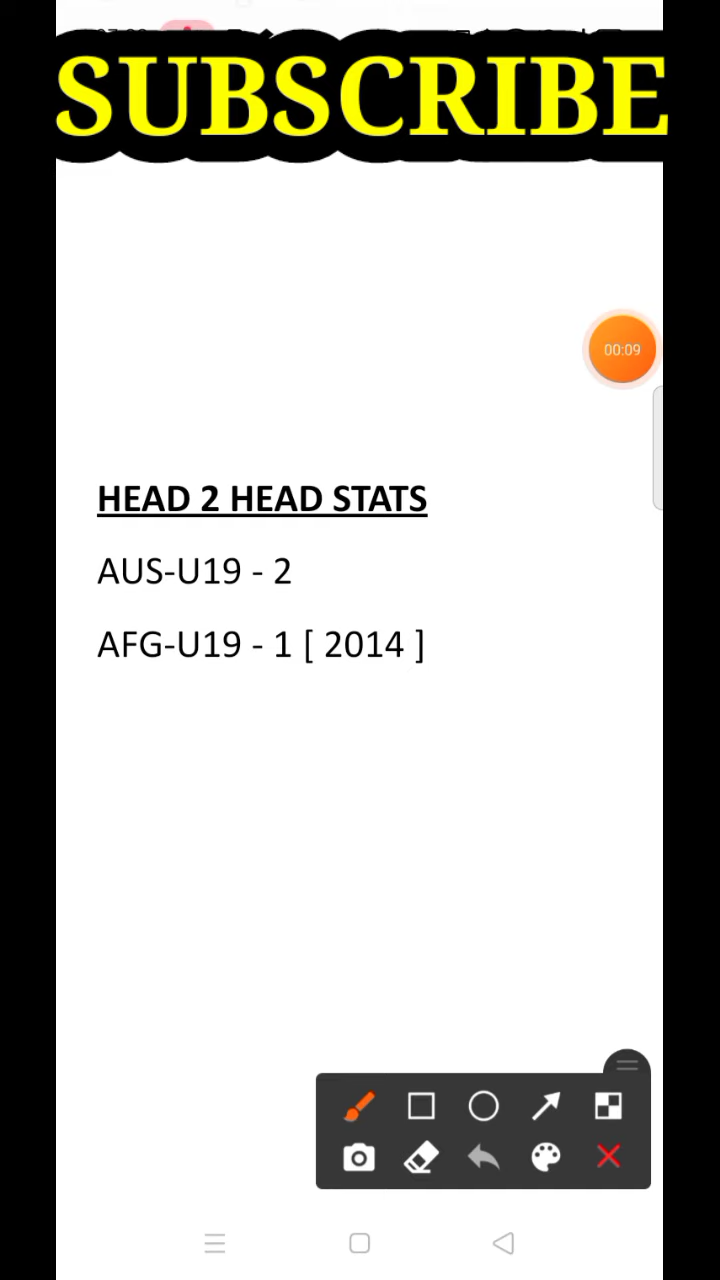 SUBSCRIBE
00:09
HEAD 2 HEAD STATS
AUS-U19 - 2
AFG-U19 - 1 [ 2014 ]